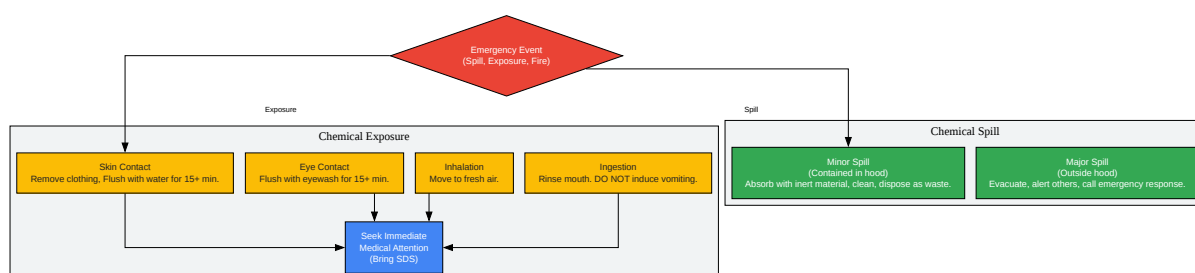 Emergency Event
(Spill, Exposure, Fire)
Exposure
Spill
Chemical Exposure
Skin Contact
Remove clothing, Flush with water for 15+ min.
Eye Contact
Flush with eyewash for 15+ min.
Inhalation
Move to fresh air.
Ingestion
Rinse mouth. DO NOT induce vomiting.
Seek Immediate
Medical Attention
(Bring SDS)
Chemical Spill
Minor Spill
(Contained in hood)
Absorb with inert material, clean, dispose as waste.
Major Spill
(Outside hood)
Evacuate, alert others, call emergency response.